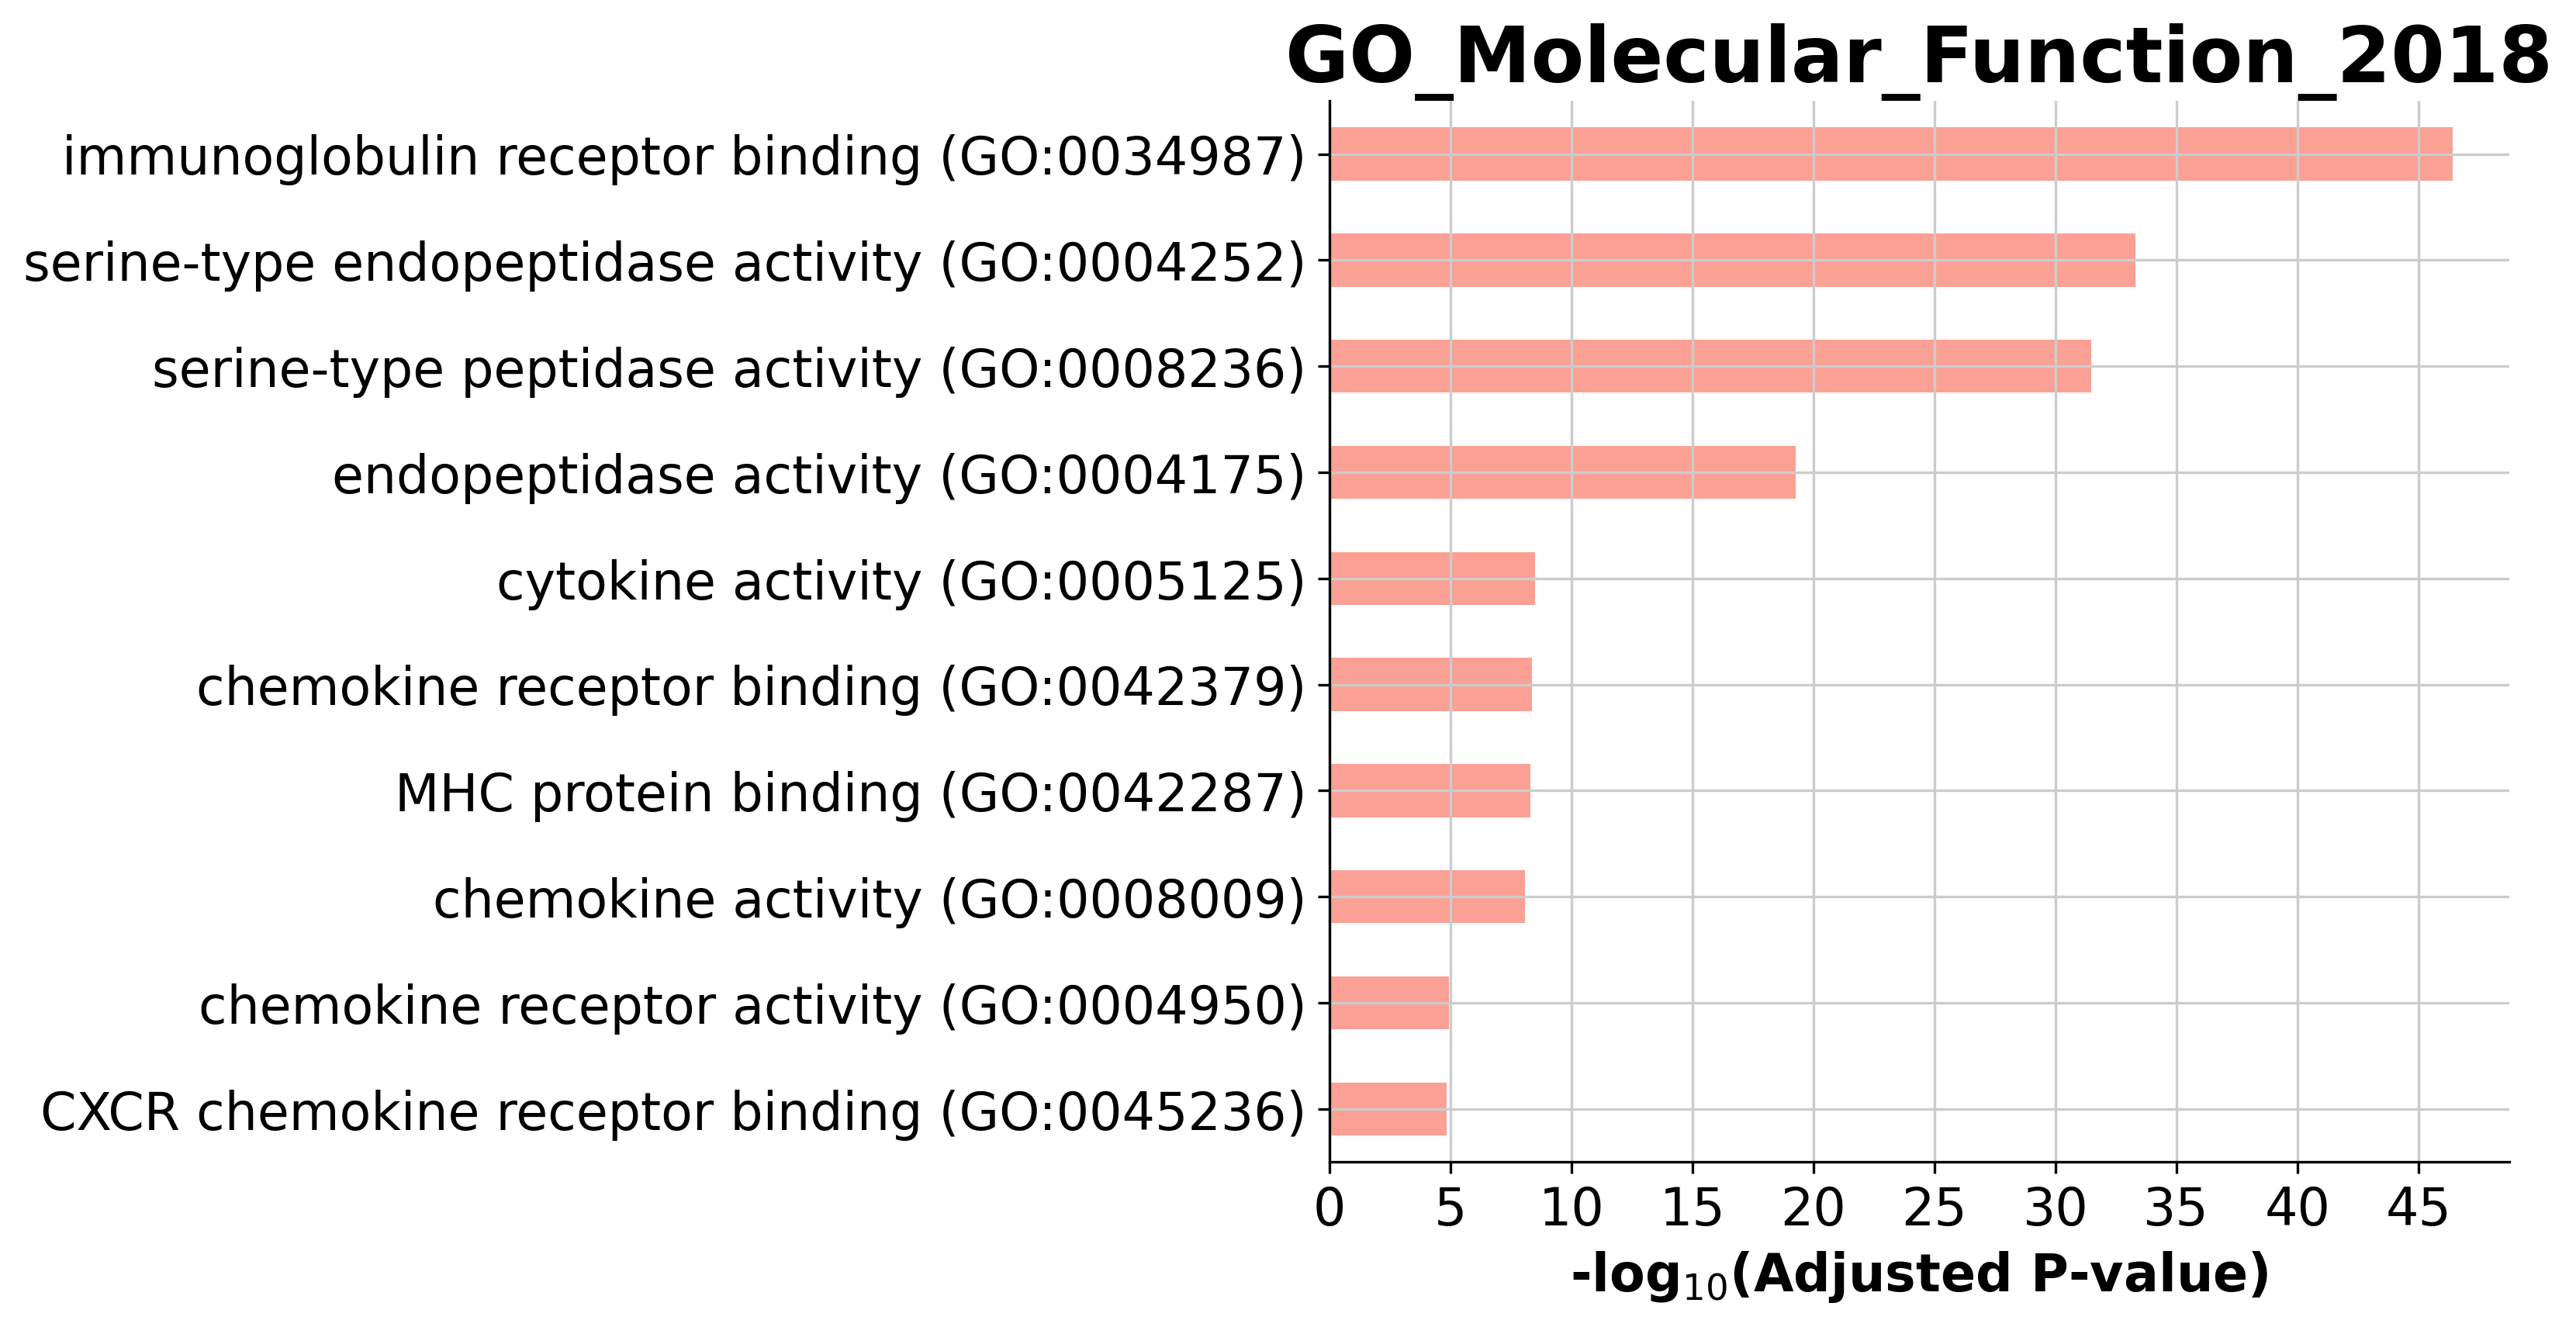 GO_Molecular_Function_2018
immunoglobulin receptor binding (GO:0034987)
serine-type endopeptidase activity (GO:0004252)
serine-type peptidase activity (GO:0008236)
endopeptidase activity (GO:0004175)
cytokine activity (GO:0005125)
chemokine receptor binding (GO:0042379)
MHC protein binding (GO:0042287)
chemokine activity (GO:0008009)
chemokine receptor activity (GO:0004950)
CXCR chemokine receptor binding (GO:0045236)
0 5 10 15 20 25 30 35 40 45
-log₁₀(Adjusted P-value)